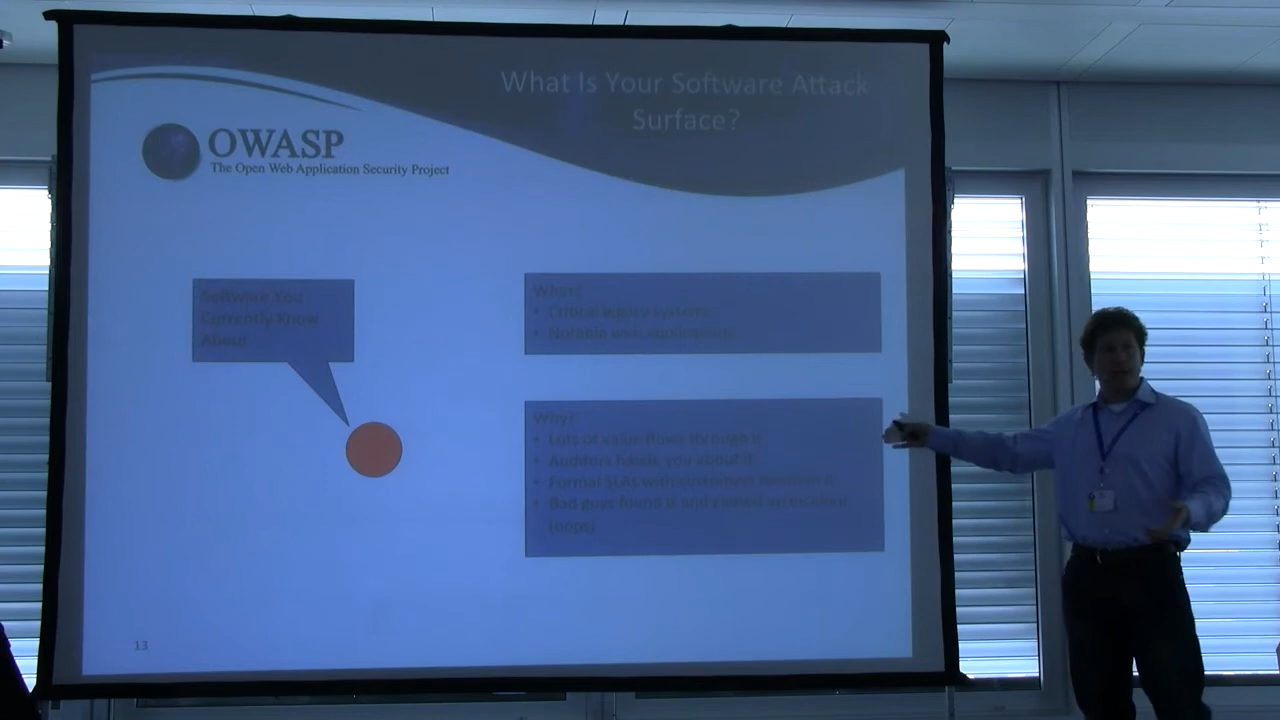 What Is Your Software Attack
Surface?
OWASP
The Open Web Application Security Project
Software You
Currently Know
About
What?
• Critical legacy systems
• Notable web applications
Why?
• Lots of value flows through it
• Auditors hassle you about it
• Formal SLAs with customers mention it
• Bad guys found it and caused an incident
(oops)
13